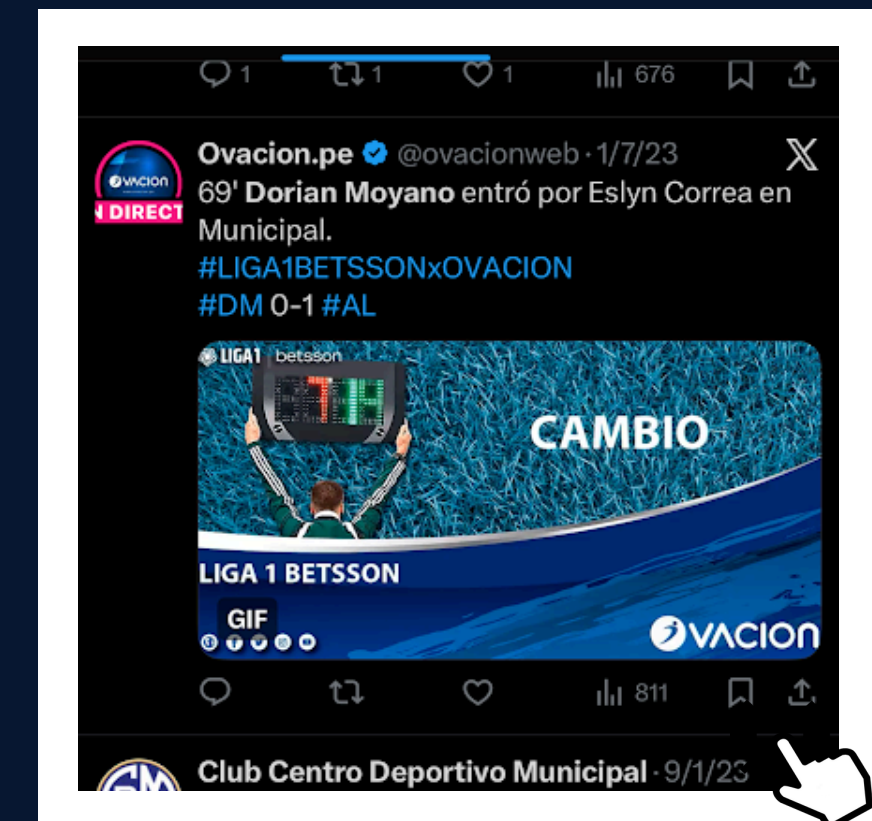 1 1 1 676
Ovacion.pe @ovacionweb · 1/7/23
OVACION
N DIRECT
69' Dorian Moyano entró por Eslyn Correa en
Municipal.
#LIGA1BETSSONxOVACION
#DM 0-1 #AL
LIGA1 betsson
CAMBIO
LIGA 1 BETSSON
GIF
OVACION
811
Club Centro Deportivo Municipal · 9/1/23